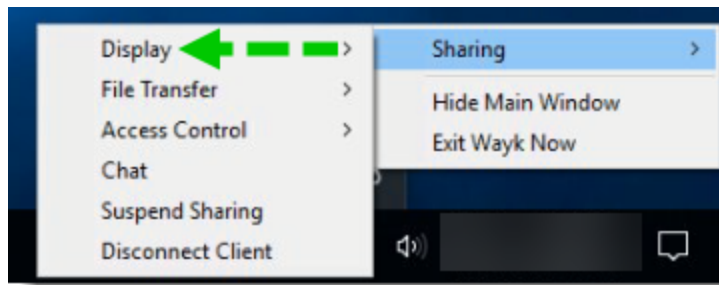 Display
File Transfer
Access Control
Chat
Suspend Sharing
Disconnect Client
Sharing
Hide Main Window
Exit Wayk Now